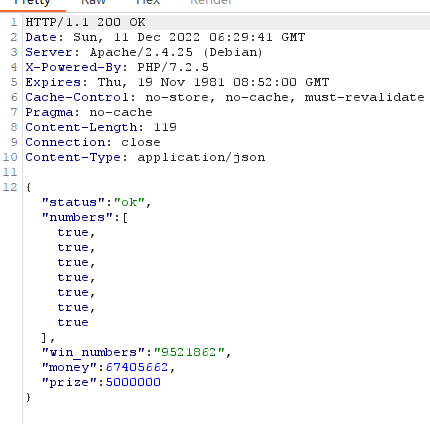 Pretty Raw Hex Render
1 HTTP/1.1 200 OK
2 Date: Sun, 11 Dec 2022 06:29:41 GMT
3 Server: Apache/2.4.25 (Debian)
4 X-Powered-By: PHP/7.2.5
5 Expires: Thu, 19 Nov 1981 08:52:00 GMT
6 Cache-Control: no-store, no-cache, must-revalidate
7 Pragma: no-cache
8 Content-Length: 119
9 Connection: close
10 Content-Type: application/json
11
12 {
"status":"ok",
"numbers":[
true,
true,
true,
true,
true,
true,
true
],
"win_numbers":"9521862",
"money":67405662,
"prize":5000000
}